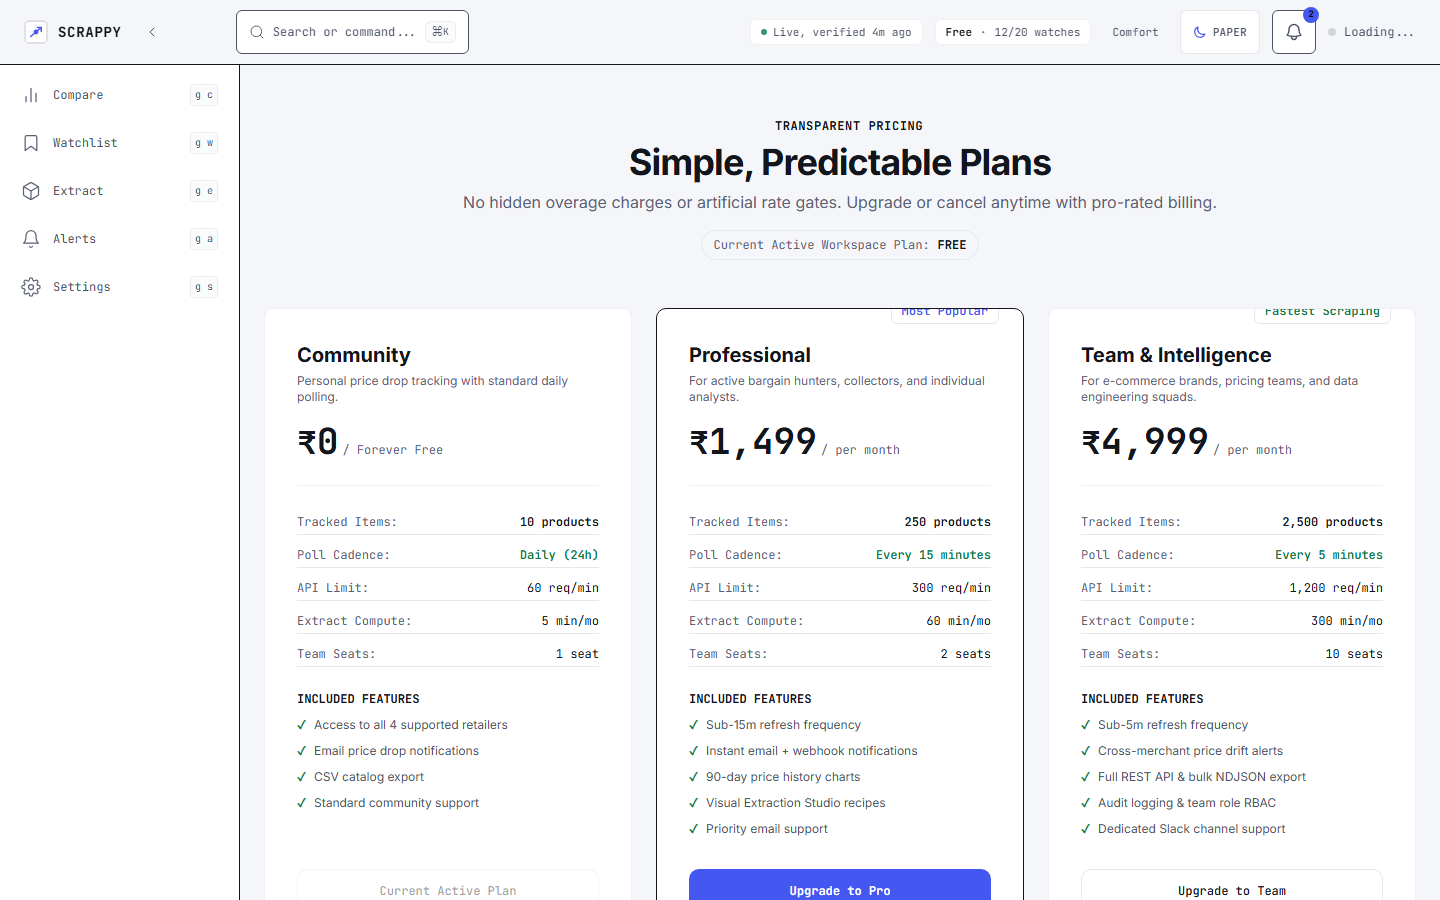 SCRAPPY
Search or command... ⌘K
Live, verified 4m ago
Free · 12/20 watches
Comfort
PAPER
2
Loading...
Compare g c
Watchlist g w
Extract g e
Alerts g a
Settings g s
TRANSPARENT PRICING
Simple, Predictable Plans
No hidden overage charges or artificial rate gates. Upgrade or cancel anytime with pro-rated billing.
Current Active Workspace Plan: FREE
Community
Personal price drop tracking with standard daily
polling.
₹0 / Forever Free
Tracked Items: 10 products
Poll Cadence: Daily (24h)
API Limit: 60 req/min
Extract Compute: 5 min/mo
Team Seats: 1 seat
INCLUDED FEATURES
✓ Access to all 4 supported retailers
✓ Email price drop notifications
✓ CSV catalog export
✓ Standard community support
Current Active Plan
Most Popular
Professional
For active bargain hunters, collectors, and individual
analysts.
₹1,499 / per month
Tracked Items: 250 products
Poll Cadence: Every 15 minutes
API Limit: 300 req/min
Extract Compute: 60 min/mo
Team Seats: 2 seats
INCLUDED FEATURES
✓ Sub-15m refresh frequency
✓ Instant email + webhook notifications
✓ 90-day price history charts
✓ Visual Extraction Studio recipes
✓ Priority email support
Upgrade to Pro
Fastest Scraping
Team & Intelligence
For e-commerce brands, pricing teams, and data
engineering squads.
₹4,999 / per month
Tracked Items: 2,500 products
Poll Cadence: Every 5 minutes
API Limit: 1,200 req/min
Extract Compute: 300 min/mo
Team Seats: 10 seats
INCLUDED FEATURES
✓ Sub-5m refresh frequency
✓ Cross-merchant price drift alerts
✓ Full REST API & bulk NDJSON export
✓ Audit logging & team role RBAC
✓ Dedicated Slack channel support
Upgrade to Team